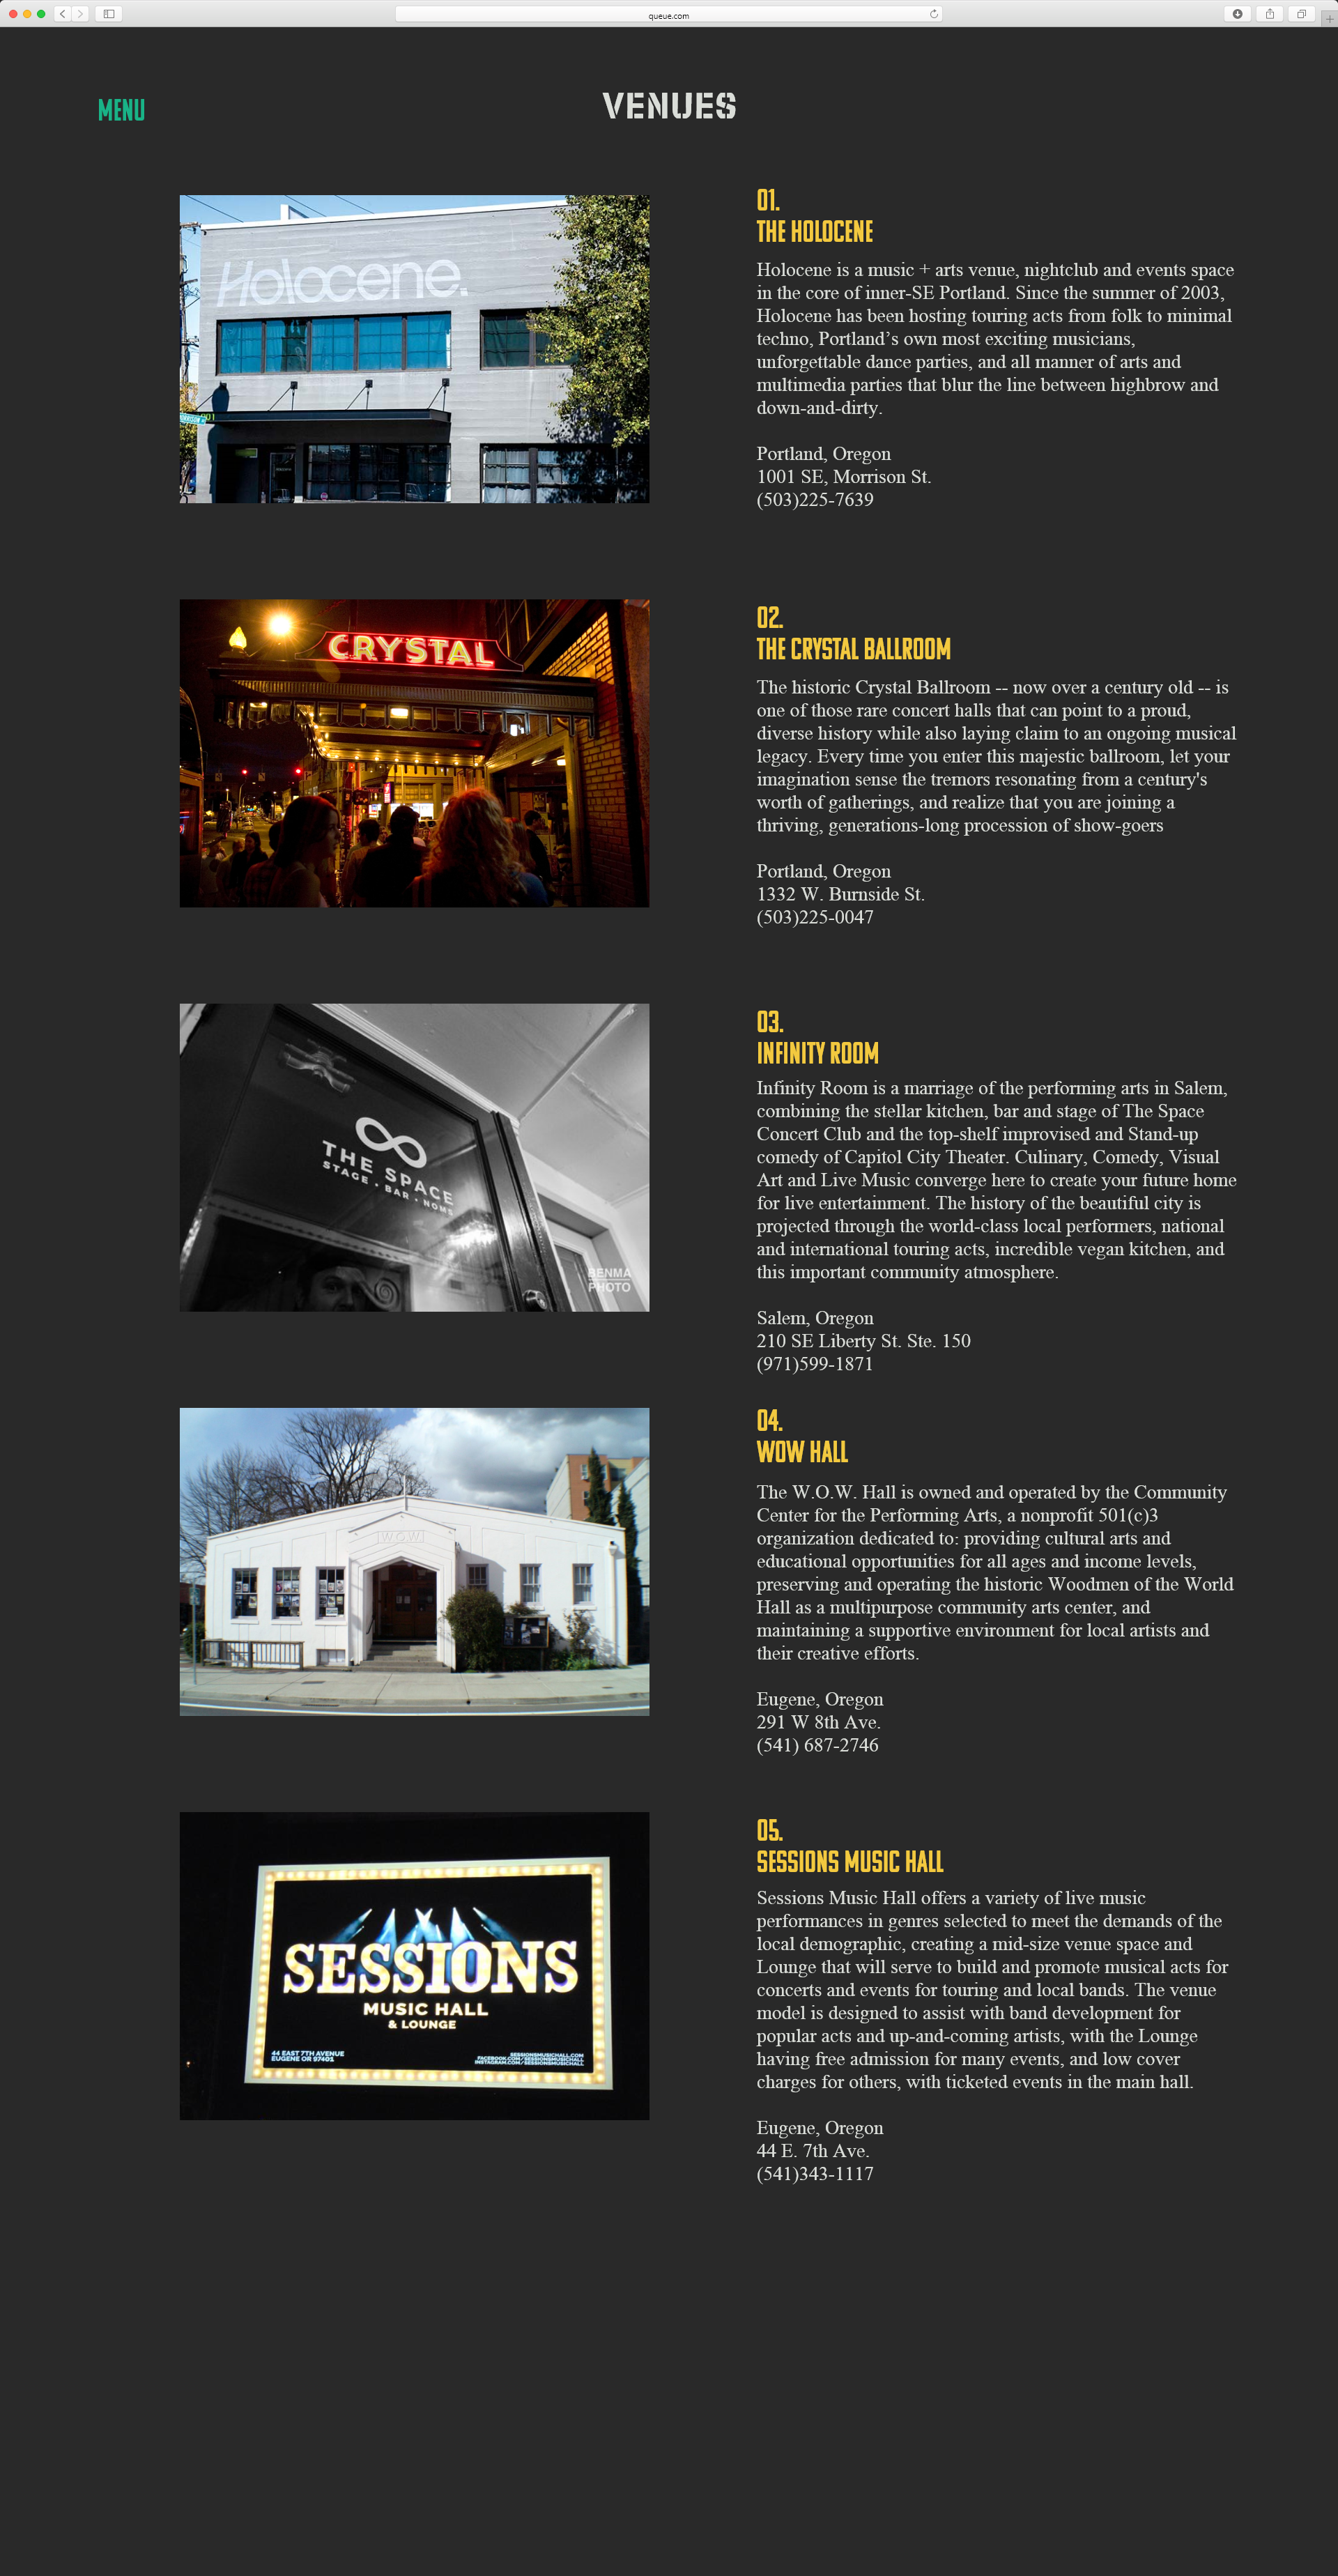 queue.com
MENU
VENUES
Holocene.
01.
THE HOLOCENE
Holocene is a music + arts venue, nightclub and events space
in the core of inner-SE Portland. Since the summer of 2003,
Holocene has been hosting touring acts from folk to minimal
techno, Portland’s own most exciting musicians,
unforgettable dance parties, and all manner of arts and
multimedia parties that blur the line between highbrow and
down-and-dirty.
Portland, Oregon
1001 SE, Morrison St.
(503)225-7639
CRYSTAL
02.
THE CRYSTAL BALLROOM
The historic Crystal Ballroom -- now over a century old -- is
one of those rare concert halls that can point to a proud,
diverse history while also laying claim to an ongoing musical
legacy. Every time you enter this majestic ballroom, let your
imagination sense the tremors resonating from a century's
worth of gatherings, and realize that you are joining a
thriving, generations-long procession of show-goers
Portland, Oregon
1332 W. Burnside St.
(503)225-0047
THE SPACE
STAGE . BAR . NOMS
BENMA
PHOTO
03.
INFINITY ROOM
Infinity Room is a marriage of the performing arts in Salem,
combining the stellar kitchen, bar and stage of The Space
Concert Club and the top-shelf improvised and Stand-up
comedy of Capitol City Theater. Culinary, Comedy, Visual
Art and Live Music converge here to create your future home
for live entertainment. The history of the beautiful city is
projected through the world-class local performers, national
and international touring acts, incredible vegan kitchen, and
this important community atmosphere.
Salem, Oregon
210 SE Liberty St. Ste. 150
(971)599-1871
W.O.W.
04.
WOW HALL
The W.O.W. Hall is owned and operated by the Community
Center for the Performing Arts, a nonprofit 501(c)3
organization dedicated to: providing cultural arts and
educational opportunities for all ages and income levels,
preserving and operating the historic Woodmen of the World
Hall as a multipurpose community arts center, and
maintaining a supportive environment for local artists and
their creative efforts.
Eugene, Oregon
291 W 8th Ave.
(541) 687-2746
SESSIONS
MUSIC HALL
& LOUNGE
44 EAST 7TH AVENUE
EUGENE OR 97401
SESSIONSMUSICHALL.COM
FACEBOOK.COM/SESSIONSMUSICHALL
INSTAGRAM.COM/SESSIONSMUSICHALL
05.
SESSIONS MUSIC HALL
Sessions Music Hall offers a variety of live music
performances in genres selected to meet the demands of the
local demographic, creating a mid-size venue space and
Lounge that will serve to build and promote musical acts for
concerts and events for touring and local bands. The venue
model is designed to assist with band development for
popular acts and up-and-coming artists, with the Lounge
having free admission for many events, and low cover
charges for others, with ticketed events in the main hall.
Eugene, Oregon
44 E. 7th Ave.
(541)343-1117